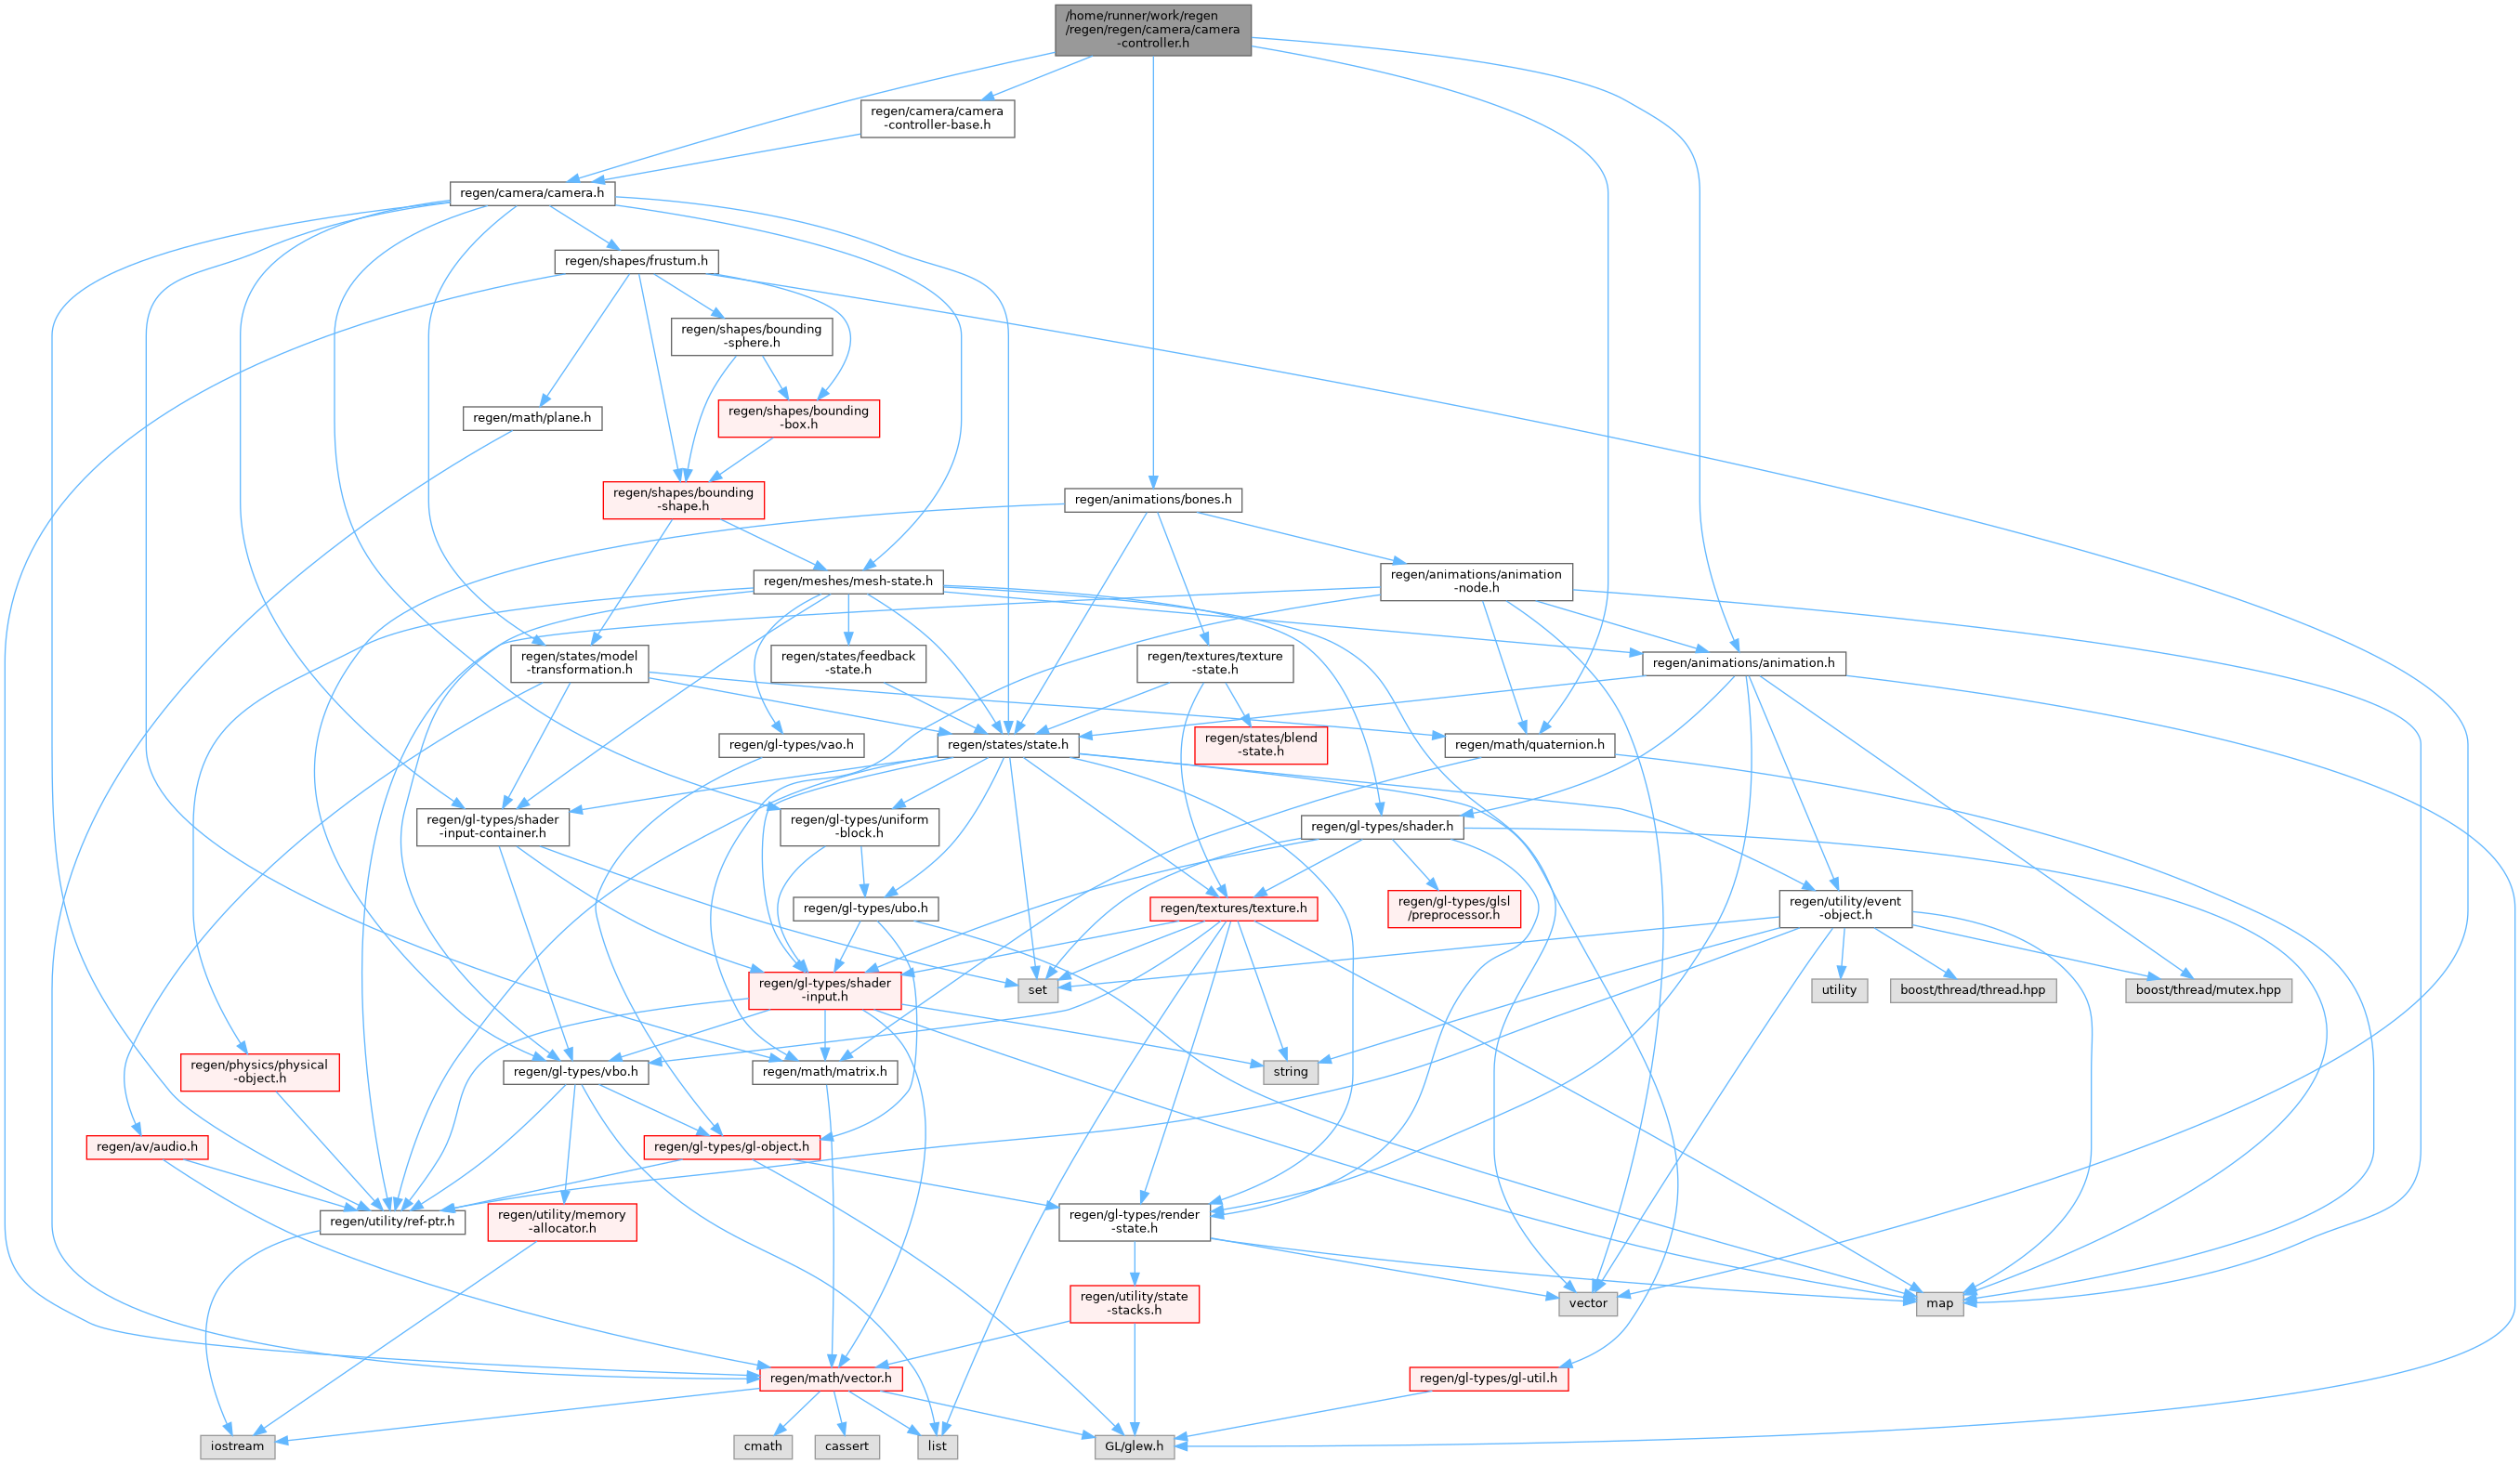 /home/runner/work/regen
/regen/regen/camera/camera
-controller.h
regen/camera/camera
-controller-base.h
regen/camera/camera.h
regen/shapes/frustum.h
regen/shapes/bounding
-sphere.h
regen/math/plane.h
regen/shapes/bounding
-box.h
regen/shapes/bounding
-shape.h
regen/animations/bones.h
regen/meshes/mesh-state.h
regen/animations/animation
-node.h
regen/states/model
-transformation.h
regen/states/feedback
-state.h
regen/textures/texture
-state.h
regen/animations/animation.h
regen/gl-types/vao.h
regen/states/state.h
regen/states/blend
-state.h
regen/math/quaternion.h
regen/gl-types/shader
-input-container.h
regen/gl-types/uniform
-block.h
regen/gl-types/shader.h
regen/gl-types/ubo.h
regen/textures/texture.h
regen/gl-types/glsl
/preprocessor.h
regen/utility/event
-object.h
regen/gl-types/shader
-input.h
set
utility
boost/thread/thread.hpp
boost/thread/mutex.hpp
regen/physics/physical
-object.h
regen/gl-types/vbo.h
regen/math/matrix.h
string
regen/av/audio.h
regen/gl-types/gl-object.h
regen/utility/ref-ptr.h
regen/utility/memory
-allocator.h
regen/gl-types/render
-state.h
regen/utility/state
-stacks.h
vector
map
regen/math/vector.h
regen/gl-types/gl-util.h
iostream
cmath
cassert
list
GL/glew.h